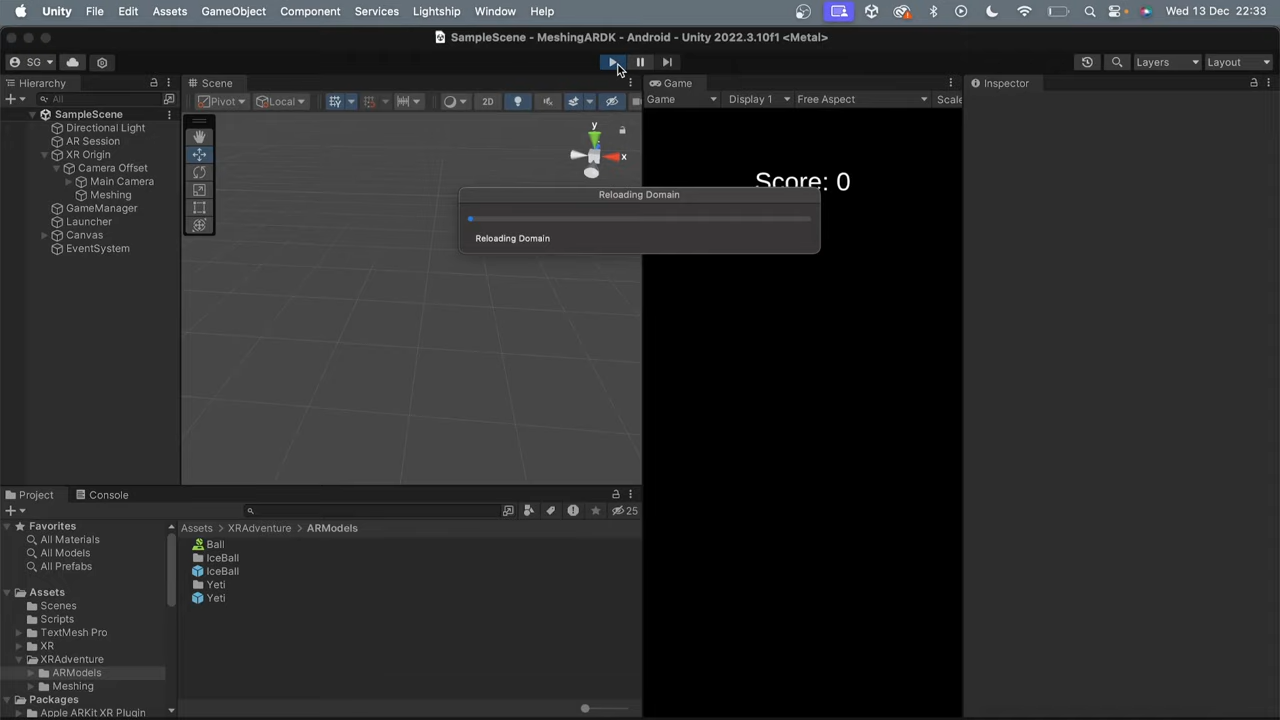 Unity File Edit Assets GameObject Component Services Lightship Window Help Wed 13 Dec 22:33
SampleScene - MeshingARDK - Android - Unity 2022.3.10f1 <Metal>
SG Layers Layout
Hierarchy
All
SampleScene
Directional Light
AR Session
XR Origin
Camera Offset
Main Camera
Meshing
GameManager
Launcher
Canvas
EventSystem
Scene
Pivot Local 2D
y
x
Game
Game Display 1 Free Aspect Scale
Score: 0
Reloading Domain
Reloading Domain
Inspector
Project Console
25
Favorites
All Materials
All Models
All Prefabs
Assets
Scenes
Scripts
TextMesh Pro
XR
XRAdventure
ARModels
Meshing
Packages
Apple ARKit XR Plugin
Assets > XRAdventure > ARModels
Ball
IceBall
IceBall
Yeti
Yeti